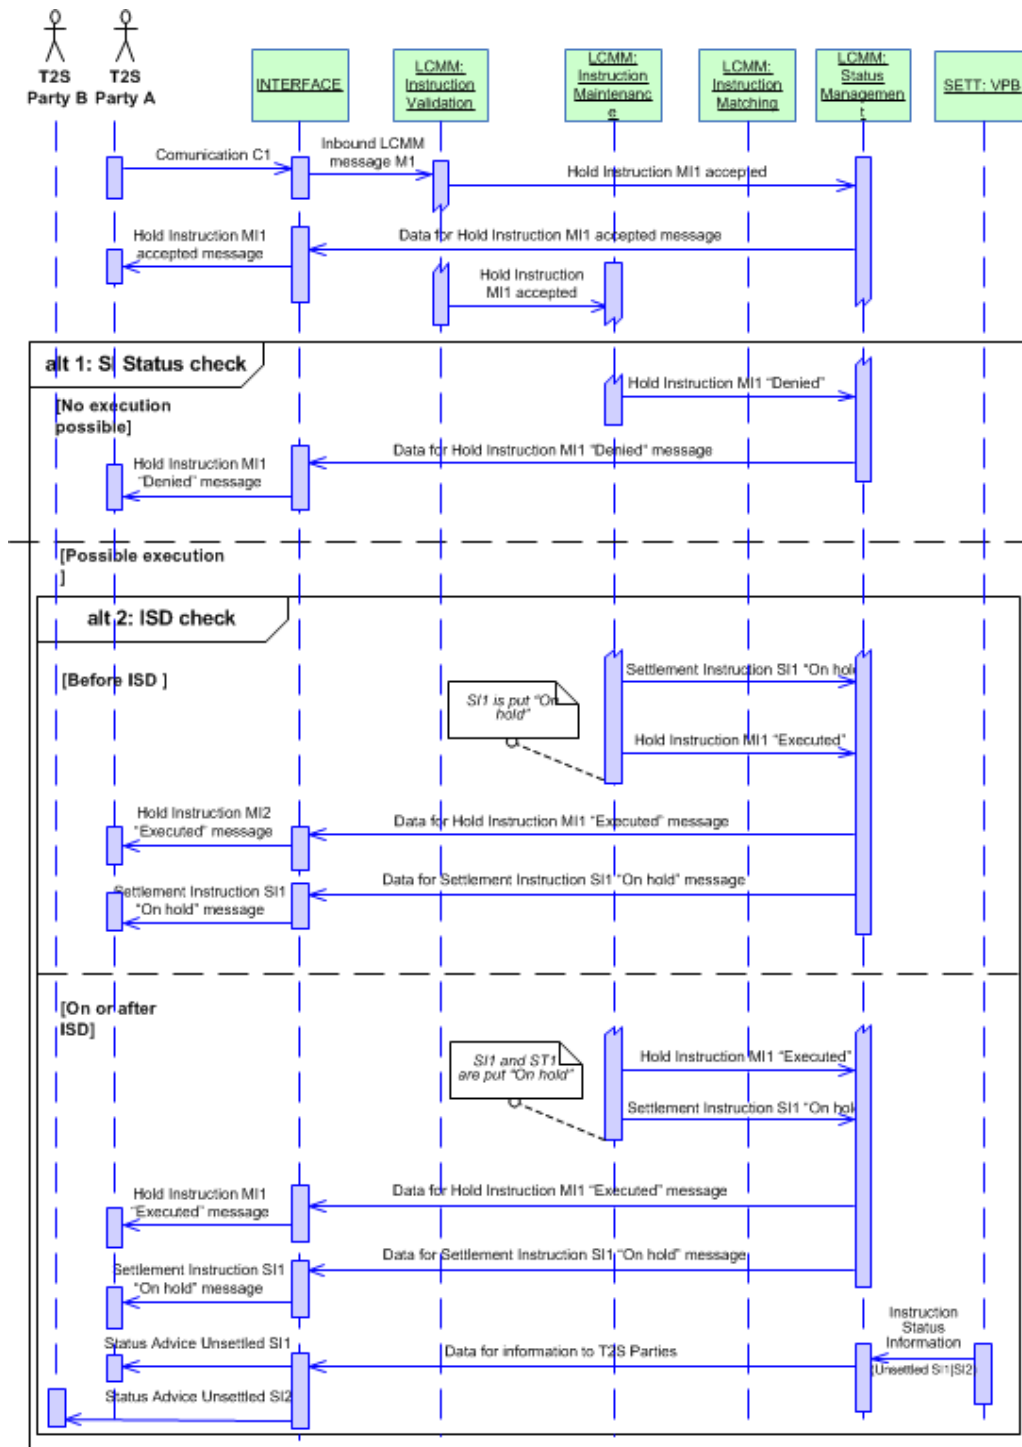 T2S
Party B
T2S
Party A
INTERFACE
LCMM:
Instruction
Validation
LCMM:
Instruction
Maintenanc
e
LCMM:
Instruction
Matching
LCMM:
Status
Managemen
t
SETT: VPB
Comunication C1
Inbound LCMM
message M1
Hold Instruction MI1 accepted
Hold Instruction MI1
accepted message
Data for Hold Instruction MI1 accepted message
Hold Instruction
MI1 accepted
alt 1: SI Status check
[No execution
possible]
Hold Instruction MI1 “Denied”
Data for Hold Instruction MI1 "Denied" message
Hold Instruction MI1
“Denied” message
[Possible execution
]
alt 2: ISD check
[Before ISD ]
Settlement Instruction SI1 “On hol
SI1 is put “On
hold”
Hold Instruction MI1 “Executed”
Hold Instruction MI2
“Executed” message
Data for Hold Instruction MI1 “Executed” message
Settlement Instruction SI1
“On hold” message
Data for Settlement Instruction SI1 “On hold” message
[On or after
ISD]
SI1 and ST1
are put “On hold”
Hold Instruction MI1 “Executed”
Settlement Instruction SI1 “On hol
Hold Instruction MI1
“Executed” message
Data for Hold Instruction MI1 “Executed” message
Settlement Instruction SI1
“On hold” message
Data for Settlement Instruction SI1 “On hold” message
Instruction
Status
Information
(Unsettled SI1|SI2)
Status Advice Unsettled SI1
Data for information to T2S Parties
Status Advice Unsettled SI2